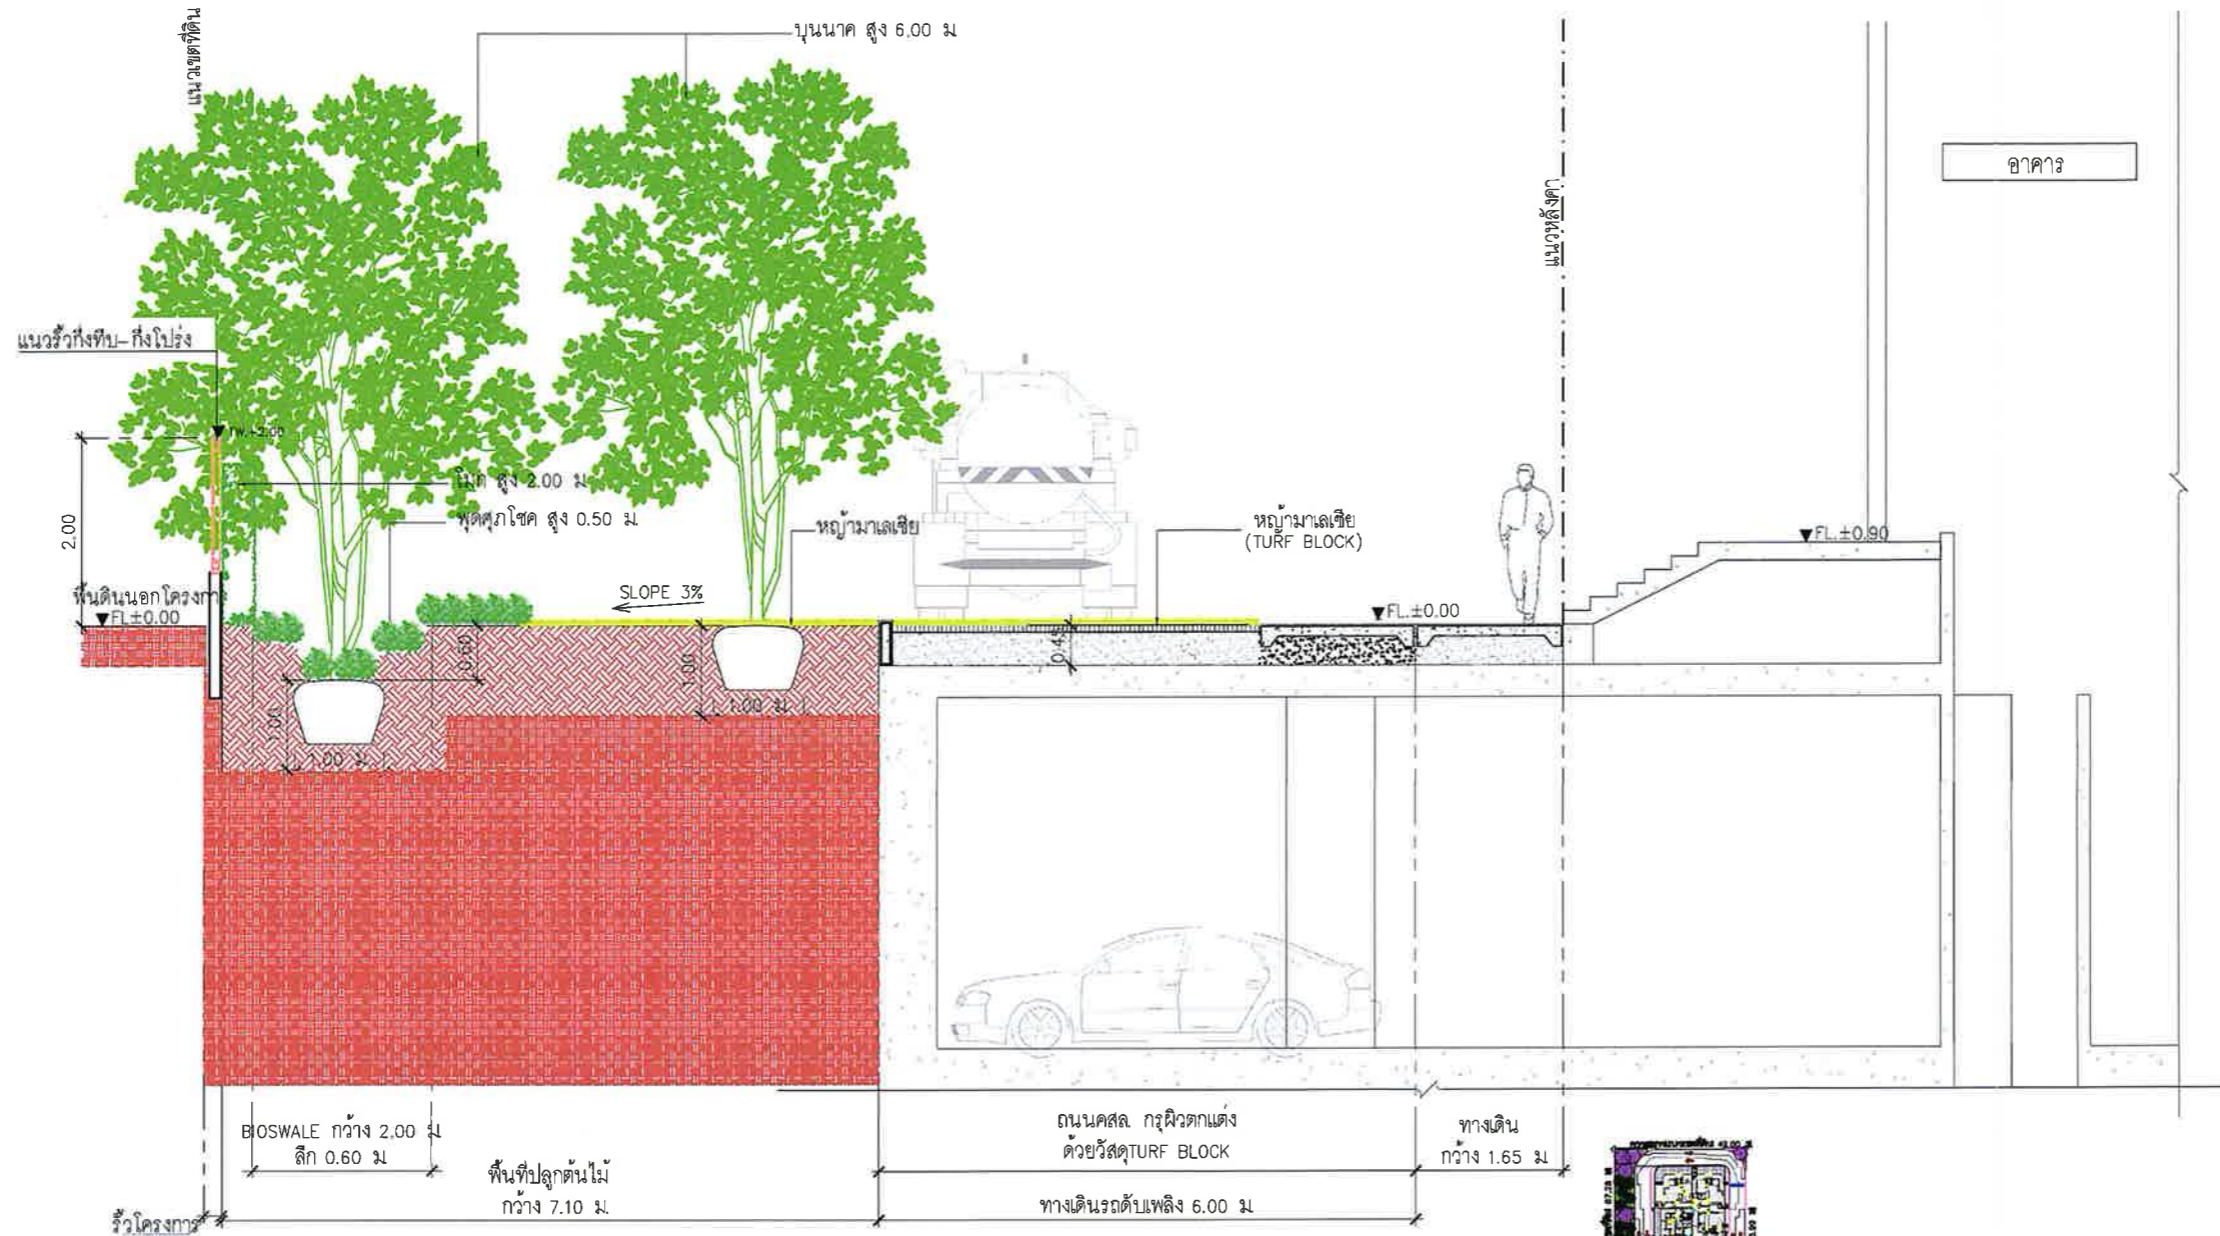 แนวเขตที่ดิน
บุนนาค สูง 6.00 ม
อาคาร
แนวหลังคา
แนวรั้วกึ่งทึบ-กึ่งโปร่ง
TW.+2.00
โมก สูง 2.00 ม
พุดศุภโชค สูง 0.50 ม.
หญ้ามาเลเซีย
หญ้ามาเลเซีย
(TURF BLOCK)
2.00
FL.±0.90
พื้นดินนอกโครงการ
FL±0.00
SLOPE 3%
FL.±0.00
0.60
1.00
0.45
1.00 ม.
1.00
1.00 ม
BIOSWALE กว้าง 2.00 ม
ลึก 0.60 ม
พื้นที่ปลูกต้นไม้
กว้าง 7.10 ม.
ถนนคสล. กรุผิวตกแต่ง
ด้วยวัสดุTURF BLOCK
ทางเดิน
กว้าง 1.65 ม
ทางเดินรถดับเพลิง 6.00 ม
รั้วโครงการ